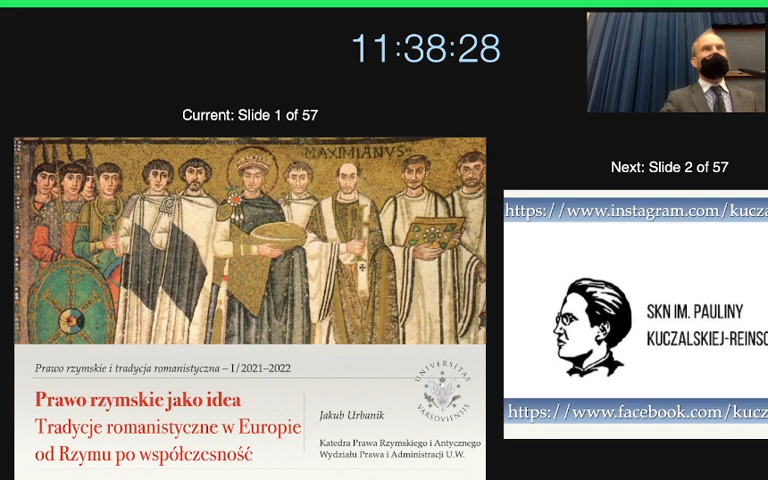 11:38:28
Current: Slide 1 of 57
MAXIMIANVS
Prawo rzymskie i tradycja romanistyczna – I/2021–2022
UNIVERSITAS
VARSOVIENSIS
Prawo rzymskie jako idea
Tradycje romanistyczne w Europie
od Rzymu po współczesność
Jakub Urbanik
Katedra Prawa Rzymskiego i Antycznego
Wydziału Prawa i Administracji U.W.
Next: Slide 2 of 57
https://www.instagram.com/kucza
SKN IM. PAULINY
KUCZALSKIEJ-REINSC
https://www.facebook.com/kucz